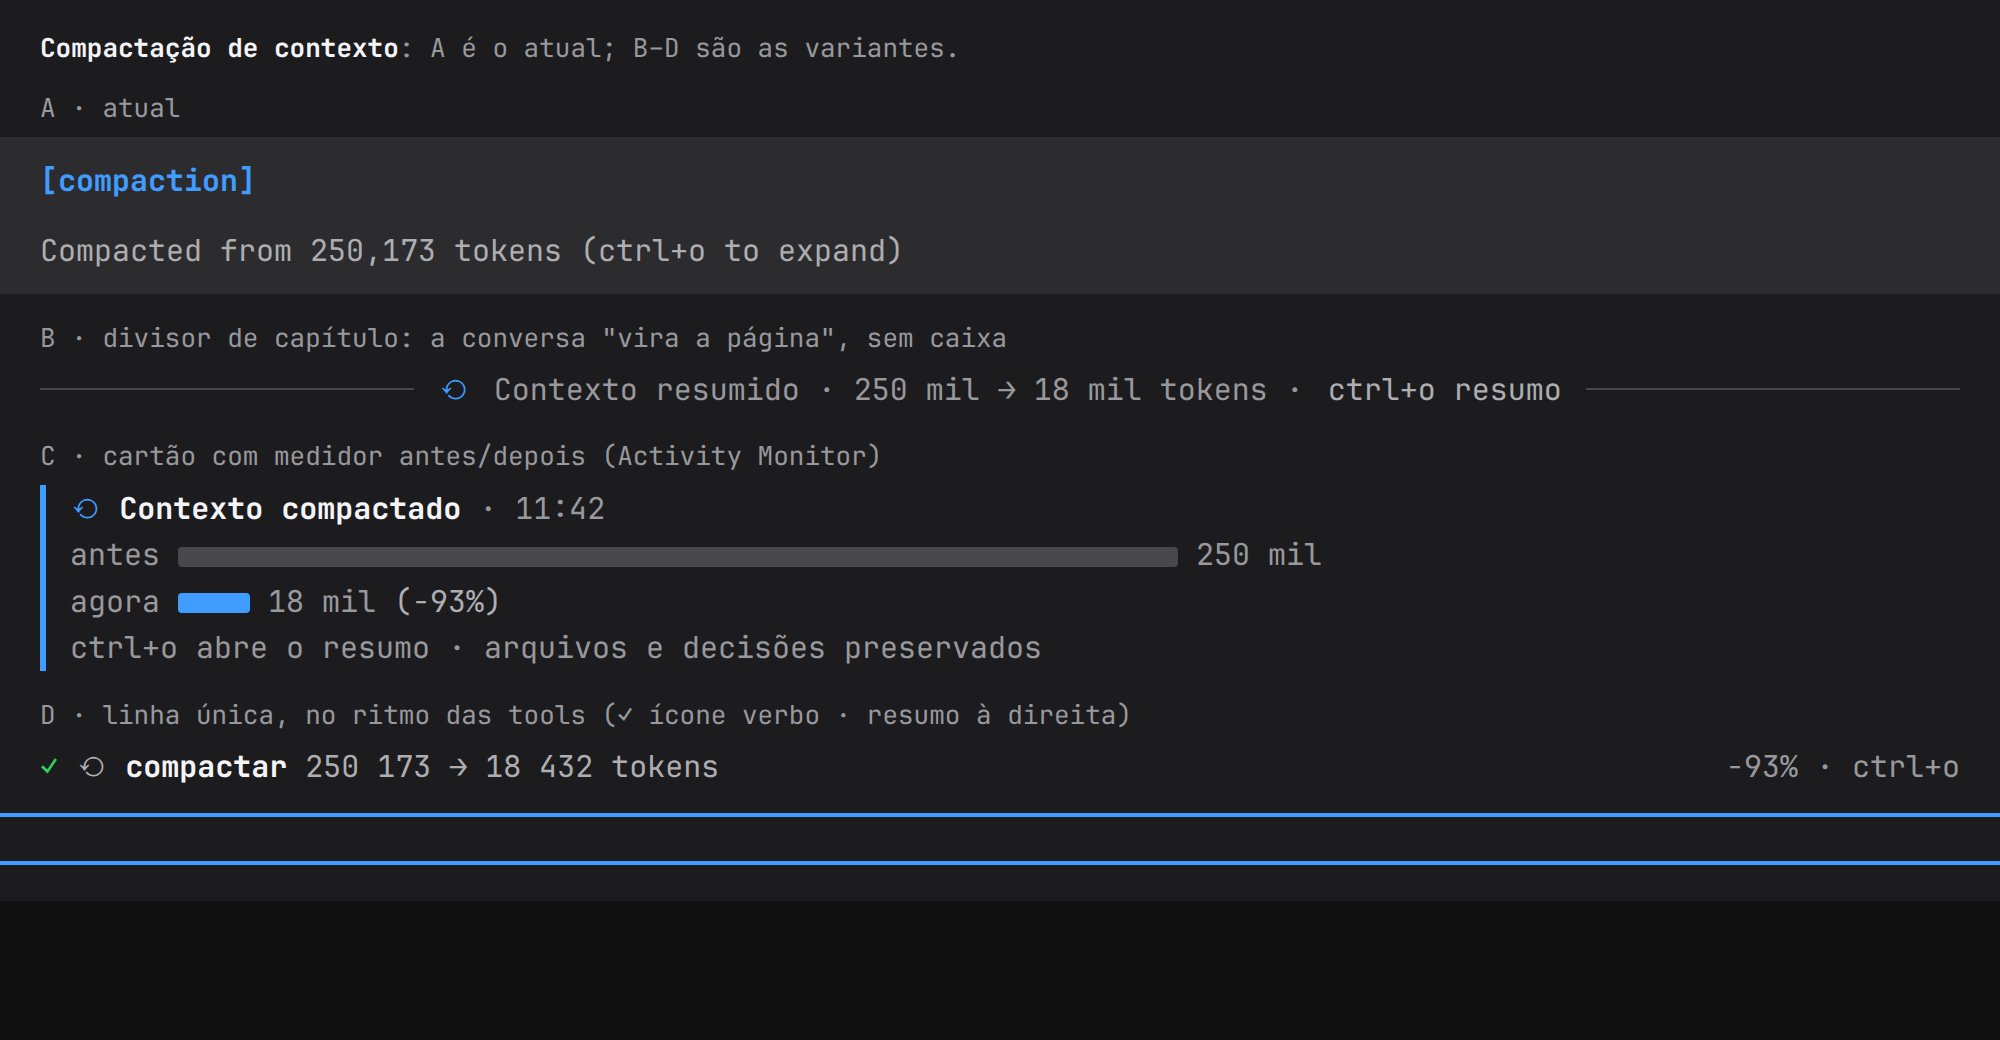 Compactação de contexto: A é o atual; B–D são as variantes.
A · atual
[compaction]
Compacted from 250,173 tokens (ctrl+o to expand)
B · divisor de capítulo: a conversa "vira a página", sem caixa
⟲ Contexto resumido · 250 mil → 18 mil tokens · ctrl+o resumo
C · cartão com medidor antes/depois (Activity Monitor)
⟲ Contexto compactado · 11:42
antes 250 mil
agora 18 mil (-93%)
ctrl+o abre o resumo · arquivos e decisões preservados
D · linha única, no ritmo das tools (✓ ícone verbo · resumo à direita)
✓ ⟲ compactar 250 173 → 18 432 tokens -93% · ctrl+o